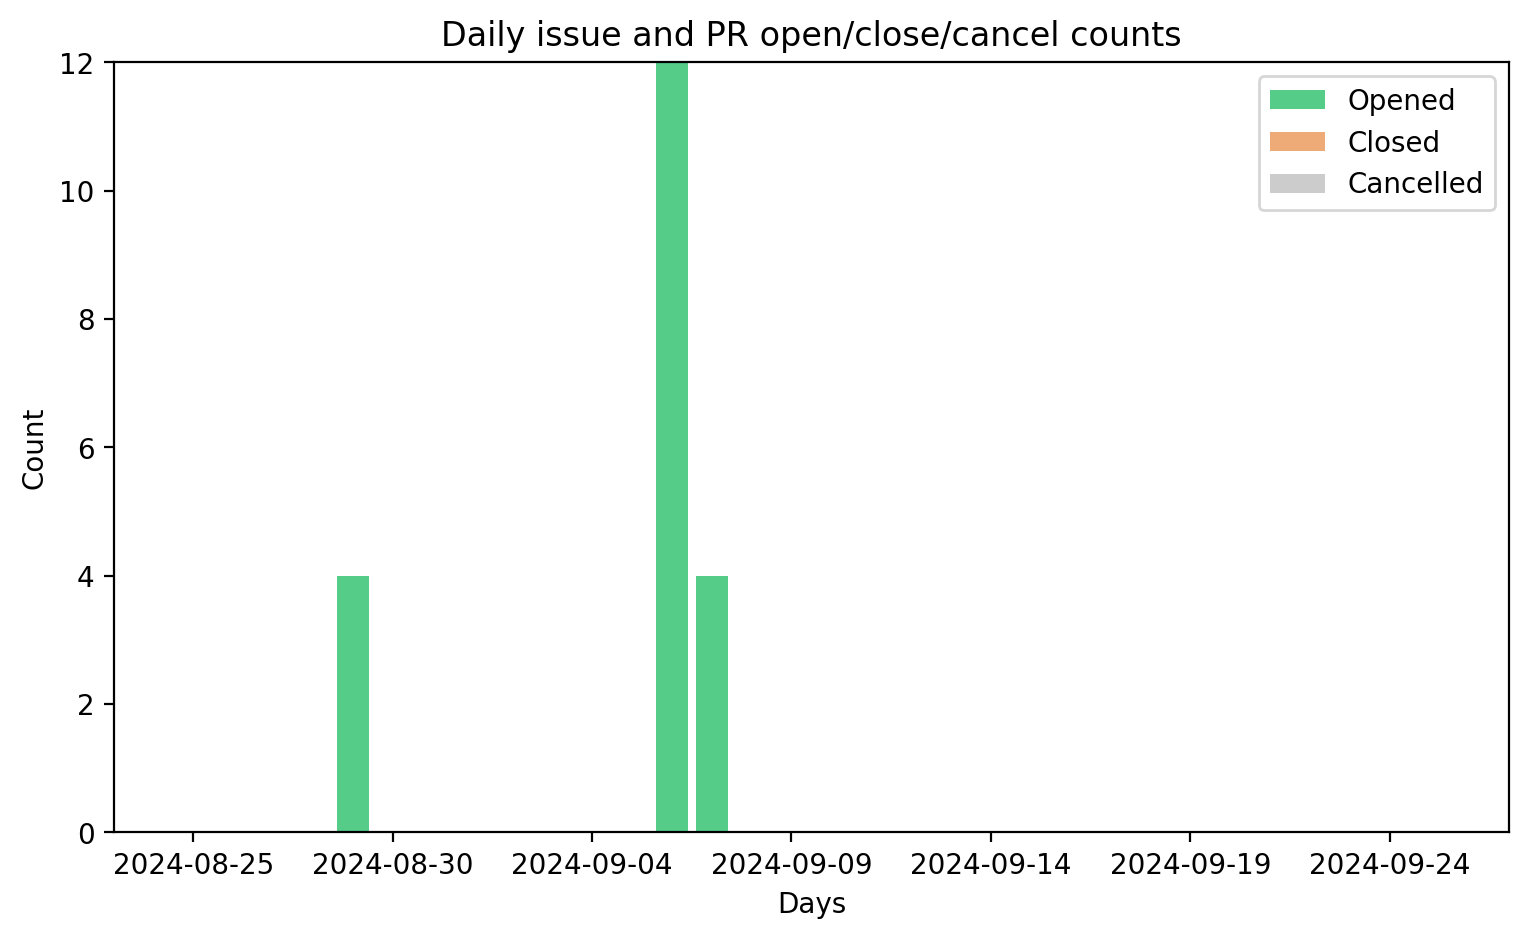 Daily issue and PR open/close/cancel counts
Opened
Closed
Cancelled
12
10
8
6
4
2
0
Count
2024-08-25 2024-08-30 2024-09-04 2024-09-09 2024-09-14 2024-09-19 2024-09-24
Days